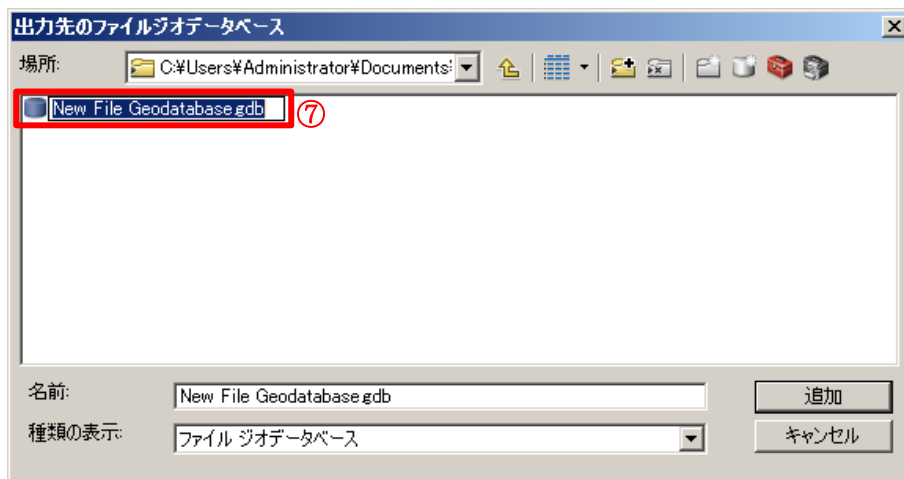 出力先のファイルジオデータベース
場所:
C:¥Users¥Administrator¥Documents
New File Geodatabase.gdb
⑦
名前:
New File Geodatabase.gdb
追加
種類の表示:
ファイル ジオデータベース
キャンセル